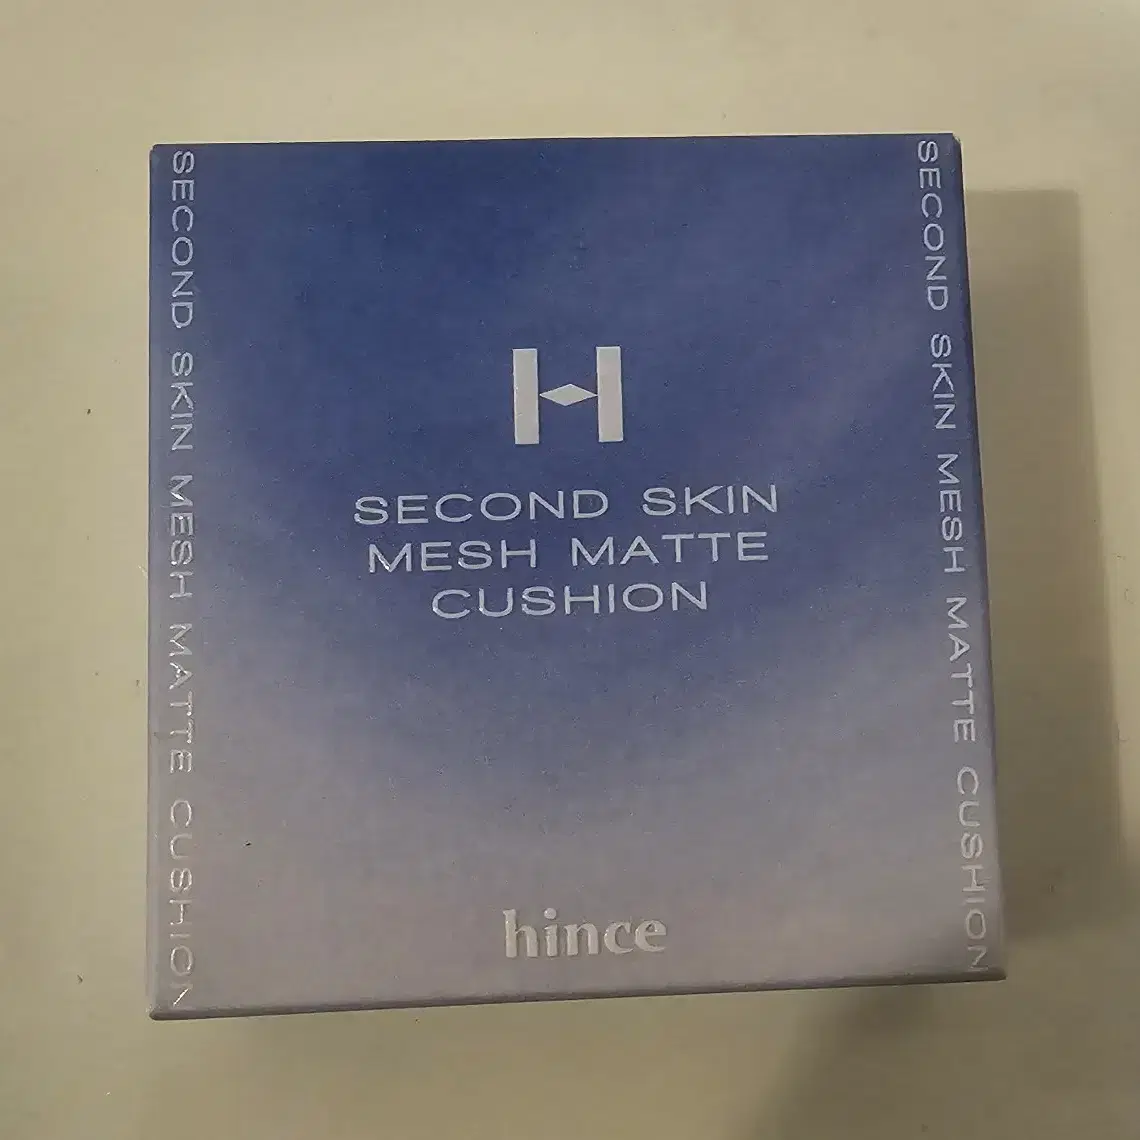 SECOND SKIN MESH MATTE CUSHION
H
SECOND SKIN
MESH MATTE
CUSHION
hince
SECOND SKIN MESH MATTE CUSHION